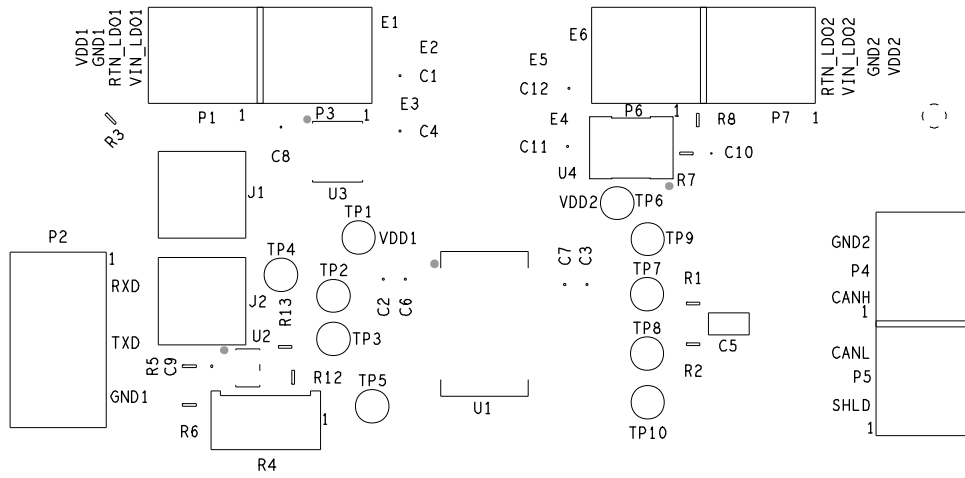 VDD1
GND1
RTN_LDO1
VIN_LDO1
E1
E2
C1
E3
C4
P1
1
P3
1
R3
C8
U3
J1
E6
E5
C12
E4
C11
P6
1
R8
P7
1
RTN_LDO2
VIN_LDO2
GND2
VDD2
C10
U4
R7
VDD2
TP6
TP1
VDD1
TP9
P2
1
RXD
TXD
GND1
TP4
TP2
J2
R13
TP3
C2
C6
C7
C3
TP7
R1
TP8
C5
R2
U2
R5
C9
R12
TP5
U1
TP10
R6
1
R4
GND2
P4
CANH
1
CANL
P5
SHLD
1